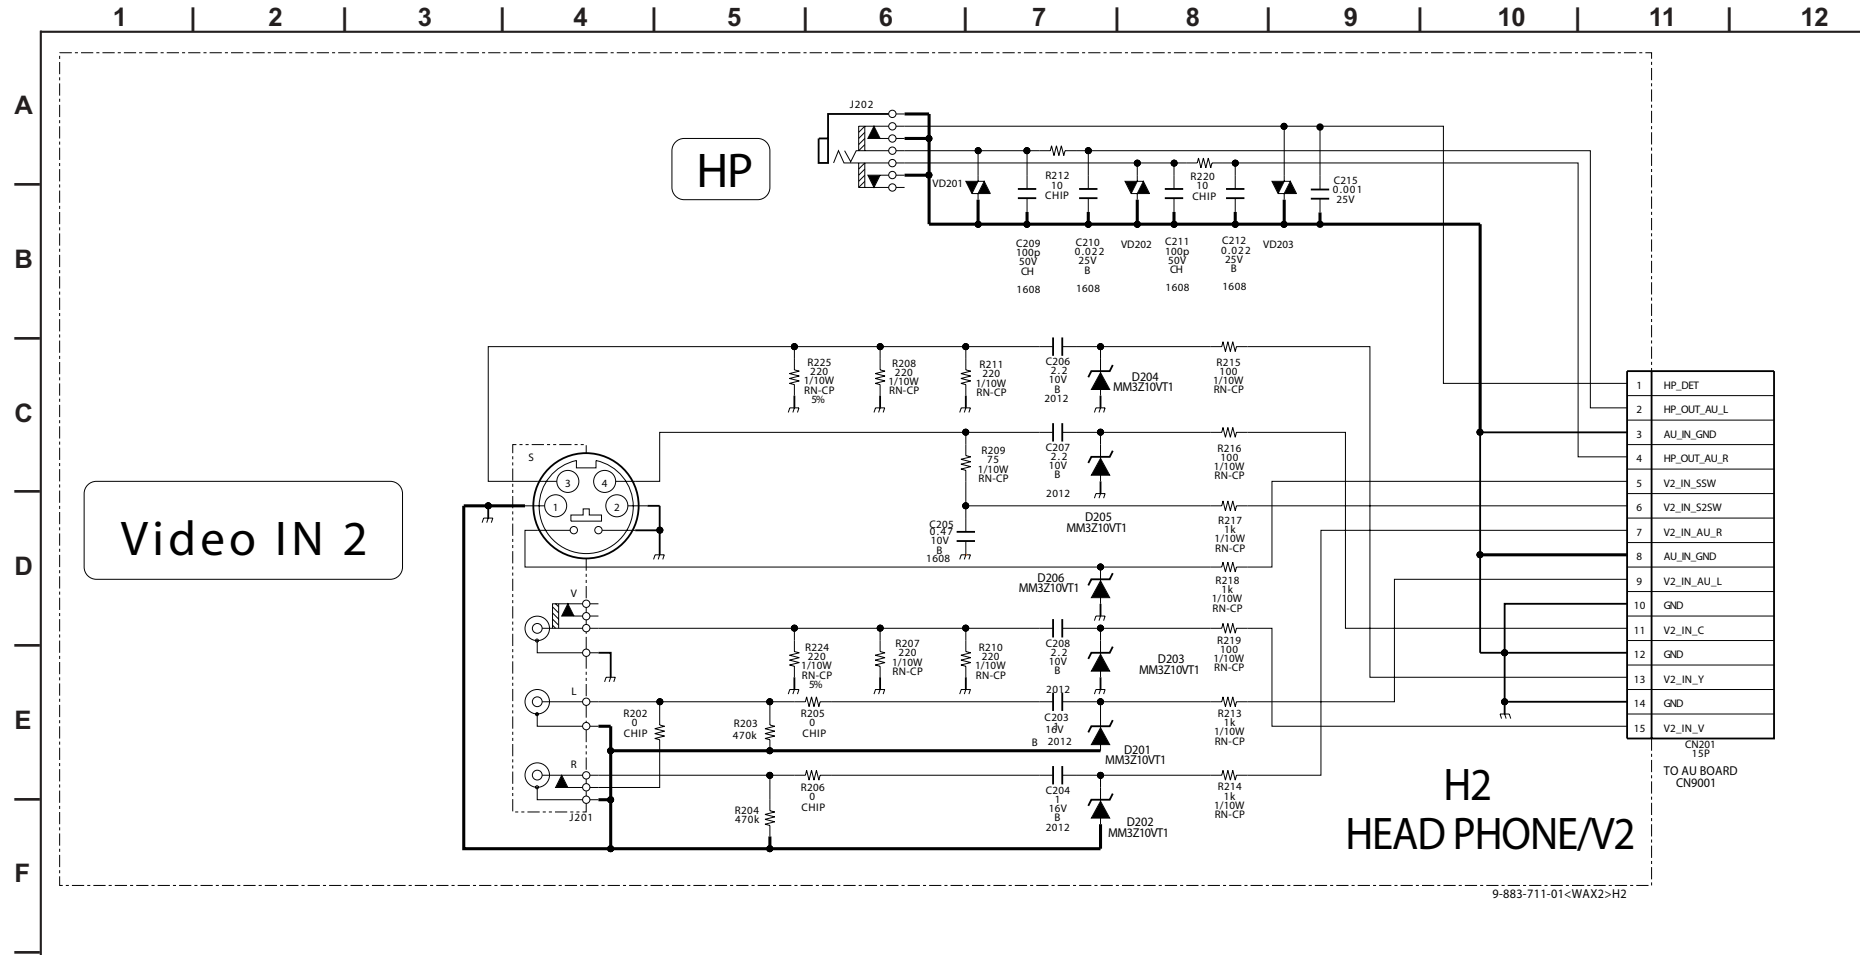 1 2 3 4 5 6 7 8 9 10 11 12
A
B
C
D
E
F
HP
J202
VD201
R212
10
CHIP
R220
10
CHIP
C215
0.001
25V
C209
100p
50V
CH
1608
C210
0.022
25V
B
1608
VD202
C211
100p
50V
CH
1608
C212
0.022
25V
B
1608
VD203
R225
220
1/10W
RN-CP
5%
R208
220
1/10W
RN-CP
R211
220
1/10W
RN-CP
C206
2.2
10V
B
2012
D204
MM3Z10VT1
R215
100
1/10W
RN-CP
R209
75
1/10W
RN-CP
C207
2.2
10V
B
2012
D205
MM3Z10VT1
R216
100
1/10W
RN-CP
Video IN 2
S
3
4
1
2
C205
0.47
10V
B
1608
R217
1k
1/10W
RN-CP
D206
MM3Z10VT1
R218
1k
1/10W
RN-CP
V
R224
220
1/10W
RN-CP
5%
R207
220
1/10W
RN-CP
R210
220
1/10W
RN-CP
C208
2.2
10V
B
2012
D203
MM3Z10VT1
R219
100
1/10W
RN-CP
L
R202
0
CHIP
R203
470k
R205
0
CHIP
C203
1
16V
B 2012
D201
MM3Z10VT1
R213
1k
1/10W
RN-CP
R
J201
R204
470k
R206
0
CHIP
C204
1
16V
B
2012
D202
MM3Z10VT1
R214
1k
1/10W
RN-CP
1 HP_DET
2 HP_OUT_AU_L
3 AU_IN_GND
4 HP_OUT_AU_R
5 V2_IN_SSW
6 V2_IN_S2SW
7 V2_IN_AU_R
8 AU_IN_GND
9 V2_IN_AU_L
10 GND
11 V2_IN_C
12 GND
13 V2_IN_Y
14 GND
15 V2_IN_V
CN201
15P
TO AU BOARD
CN9001
H2
HEAD PHONE/V2
9-883-711-01<WAX2>H2